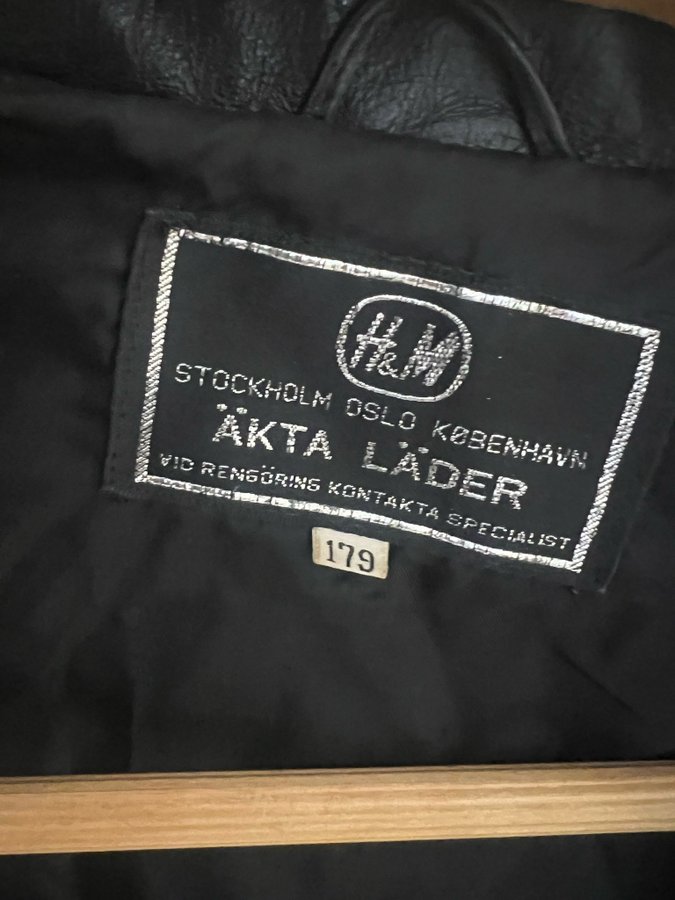 H&M
STOCKHOLM OSLO KØBENHAVN
ÄKTA LÄDER
VID RENGÖRING KONTAKTA SPECIALIST
179